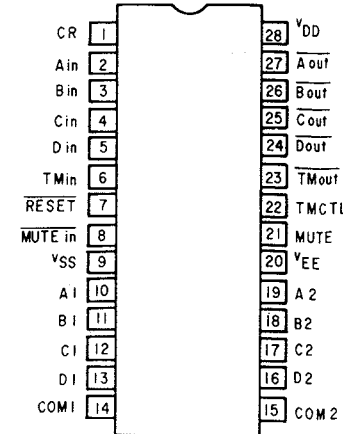 CR 1
Ain 2
Bin 3
Cin 4
Din 5
TMin 6
RESET 7
MUTE in 8
VSS 9
A1 10
B1 11
C1 12
D1 13
COM1 14
28 VDD
27 Aout
26 Bout
25 Cout
24 Dout
23 TMout
22 TMCTL
21 MUTE
20 VEE
19 A2
18 B2
17 C2
16 D2
15 COM2